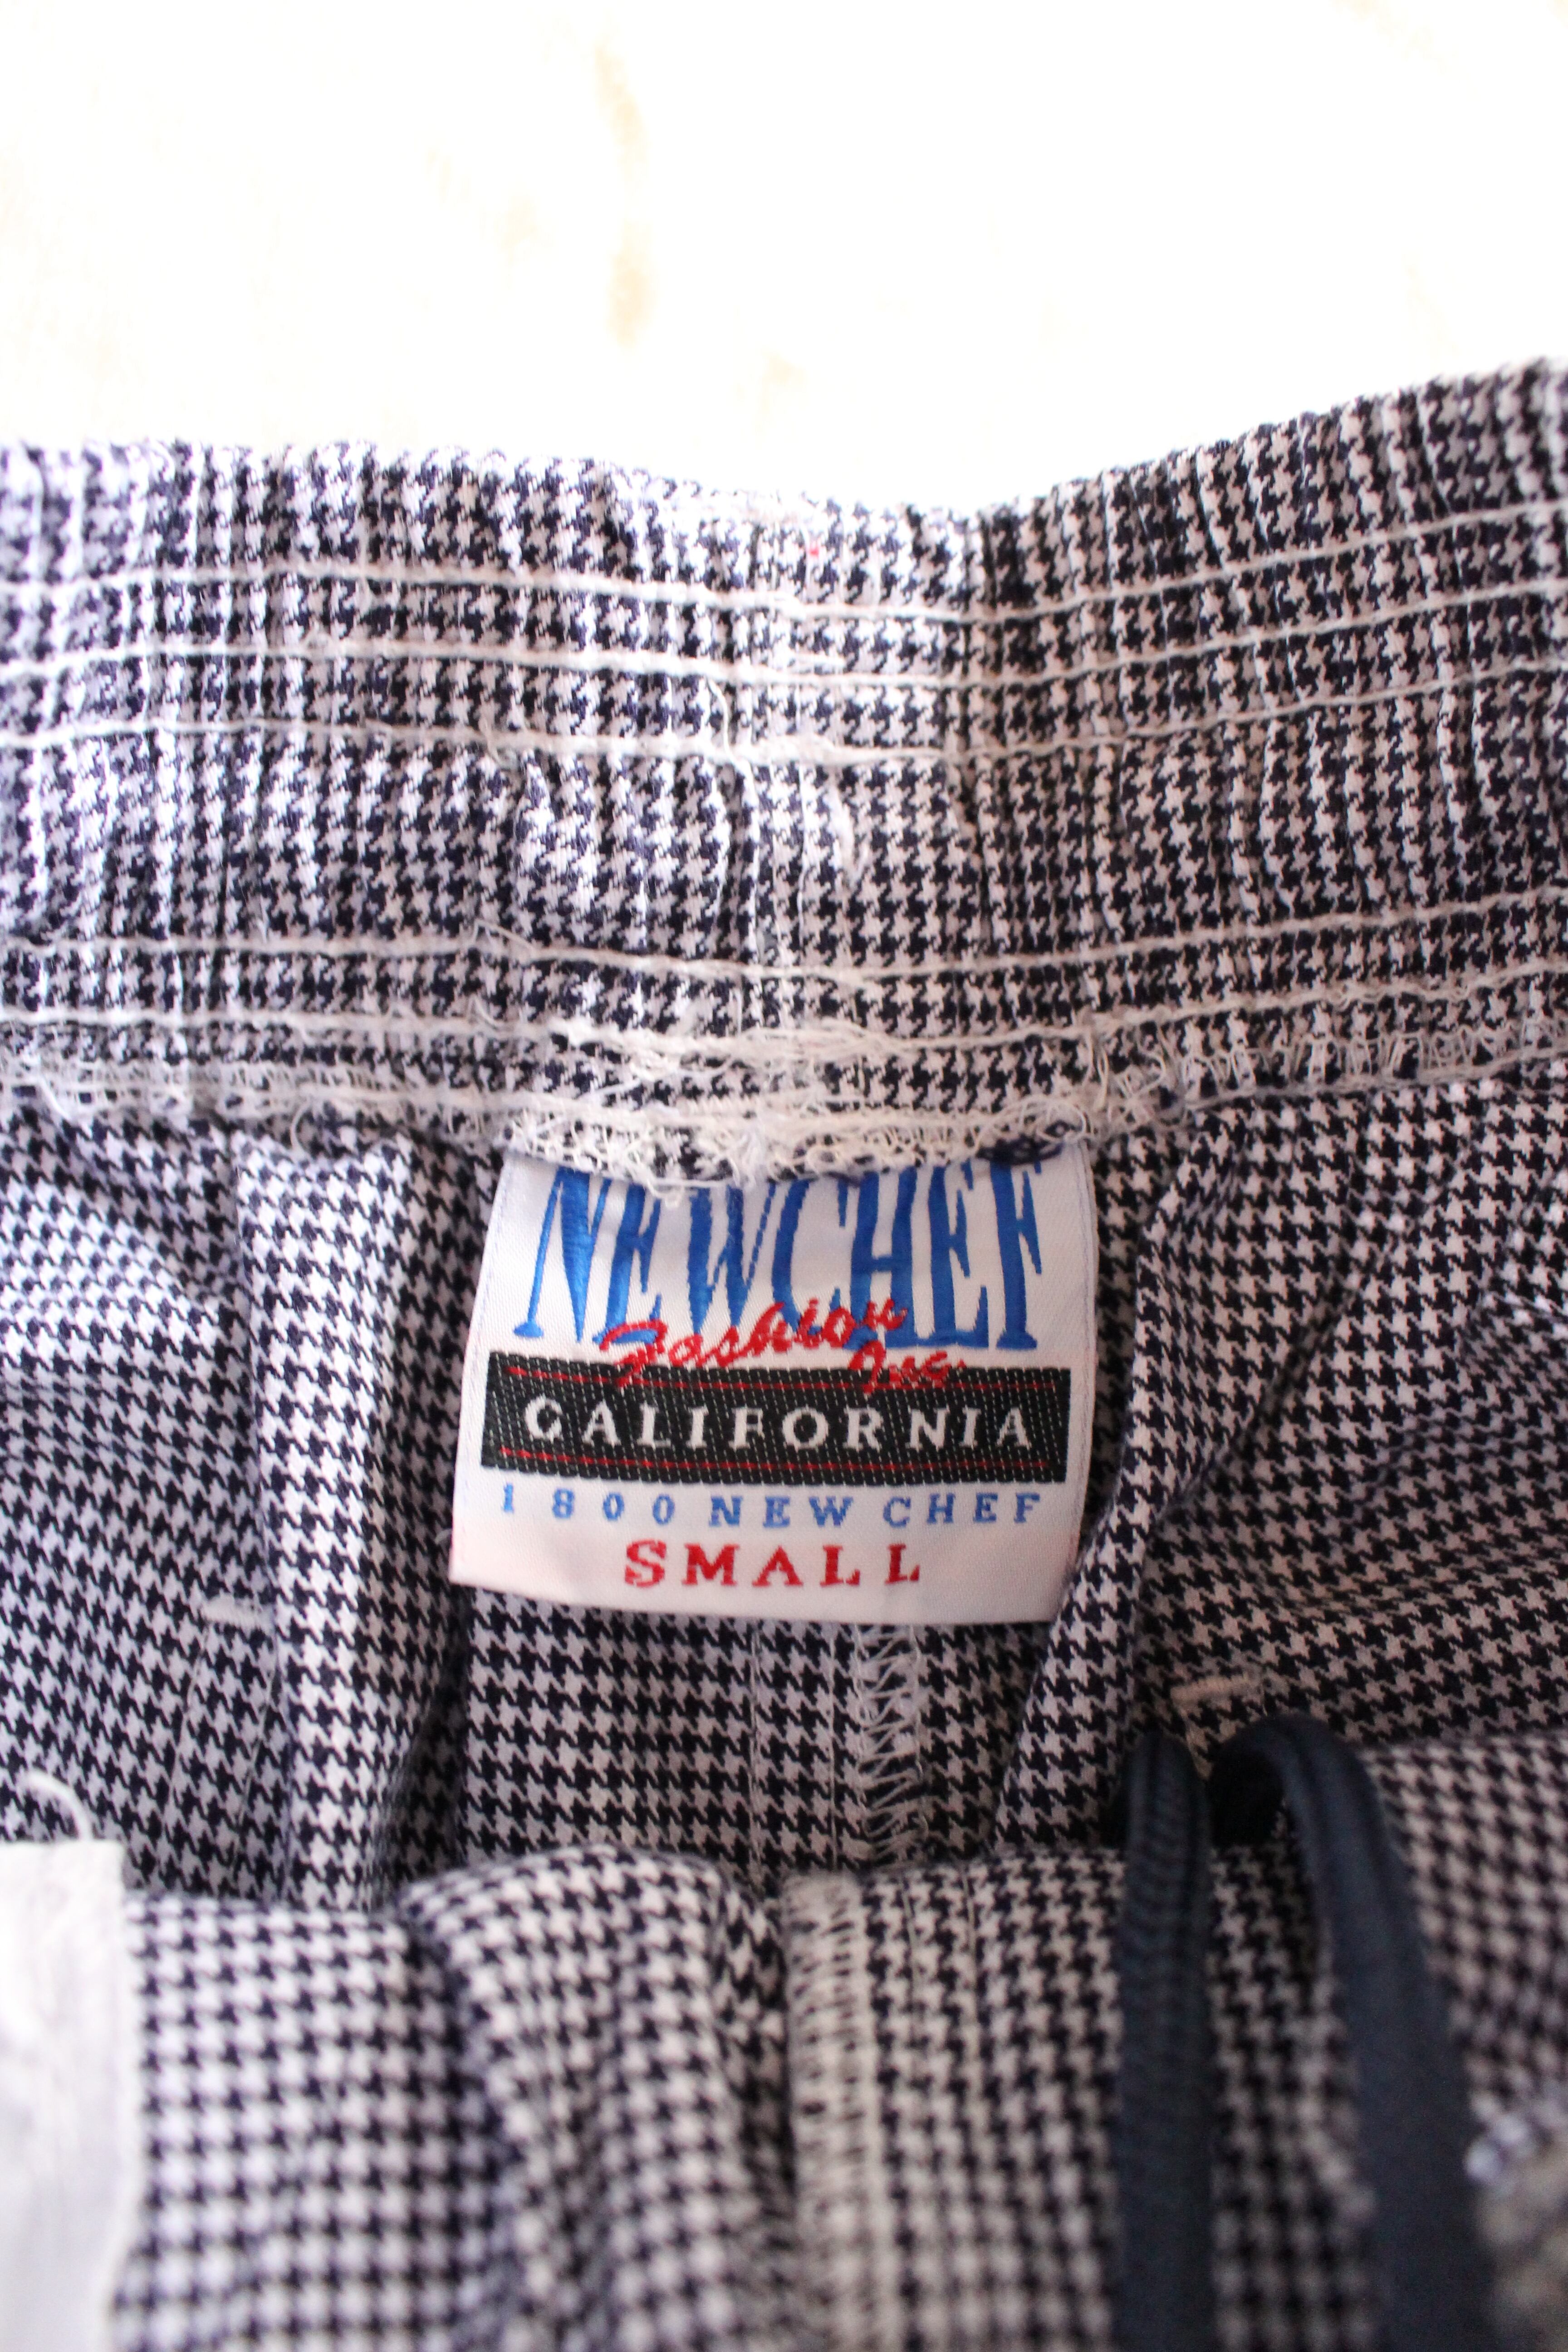 NEWCHEF
Fashion
Inc.
CALIFORNIA
1 800 NEW CHEF
SMALL